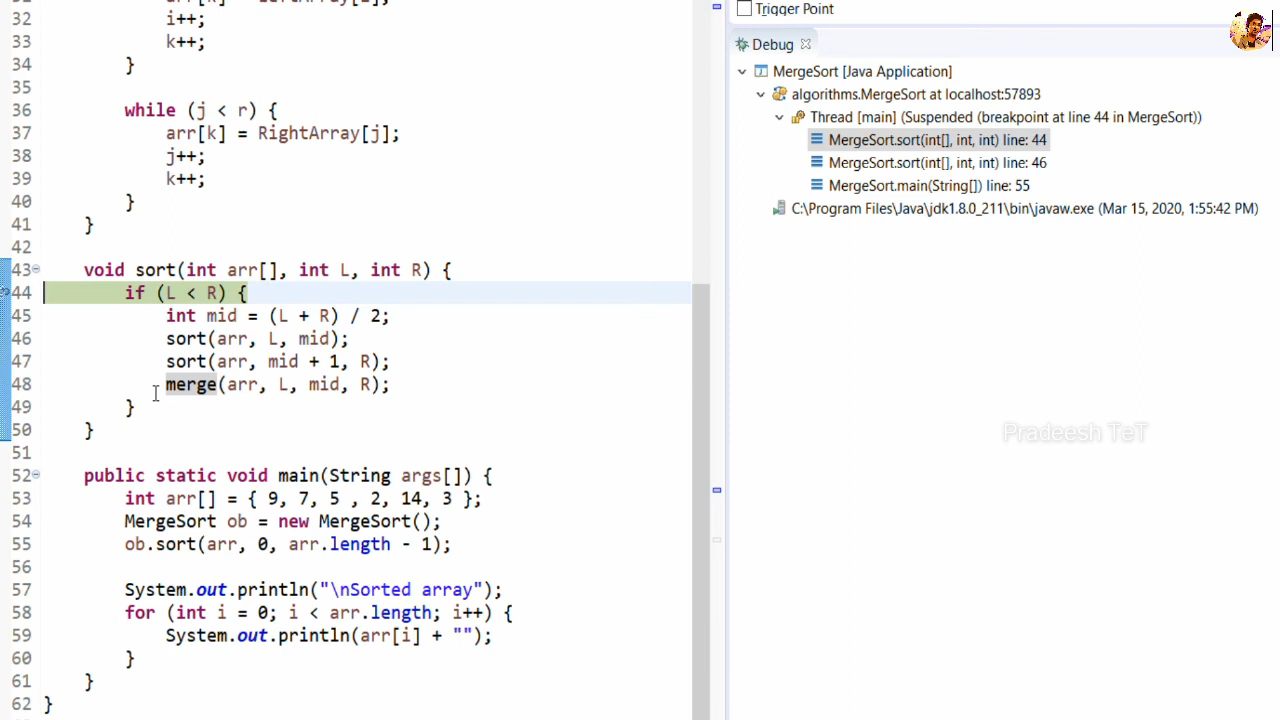 32 i++;
33 k++;
34 }
35
36 while (j < r) {
37 arr[k] = RightArray[j];
38 j++;
39 k++;
40 }
41 }
42
43 void sort(int arr[], int L, int R) {
44 if (L < R) {
45 int mid = (L + R) / 2;
46 sort(arr, L, mid);
47 sort(arr, mid + 1, R);
48 merge(arr, L, mid, R);
49 }
50 }
51
52 public static void main(String args[]) {
53 int arr[] = { 9, 7, 5 , 2, 14, 3 };
54 MergeSort ob = new MergeSort();
55 ob.sort(arr, 0, arr.length - 1);
56
57 System.out.println("\nSorted array");
58 for (int i = 0; i < arr.length; i++) {
59 System.out.println(arr[i] + "");
60 }
61 }
62 }
Trigger Point
Debug
MergeSort [Java Application]
algorithms.MergeSort at localhost:57893
Thread [main] (Suspended (breakpoint at line 44 in MergeSort))
MergeSort.sort(int[], int, int) line: 44
MergeSort.sort(int[], int, int) line: 46
MergeSort.main(String[]) line: 55
C:\Program Files\Java\jdk1.8.0_211\bin\javaw.exe (Mar 15, 2020, 1:55:42 PM)
Pradeesh TeT